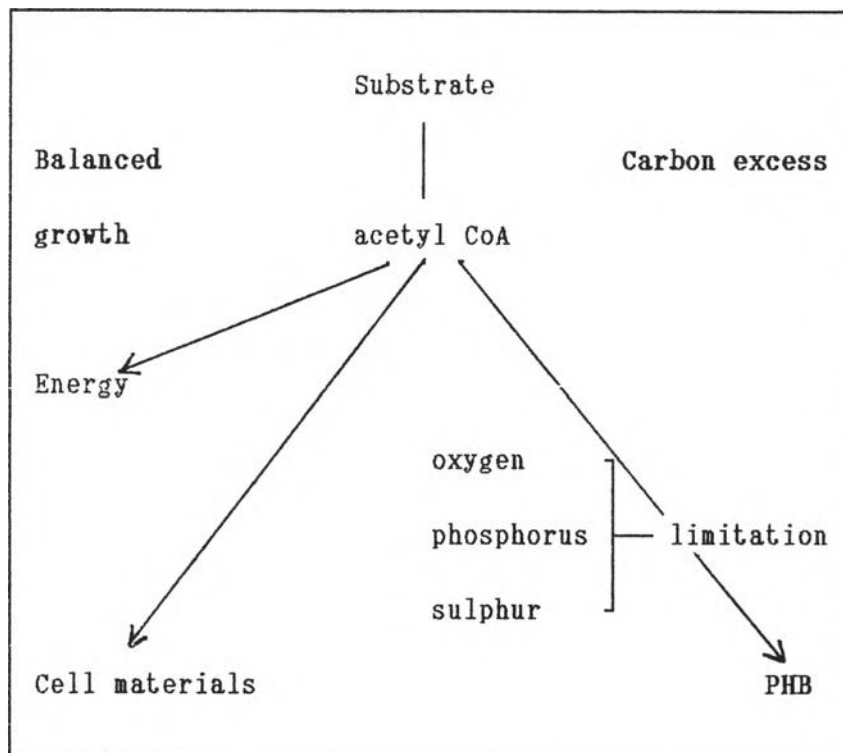 Substrate
Balanced Carbon excess
growth acetyl CoA
Energy
oxygen
phosphorus limitation
sulphur
Cell materials PHB